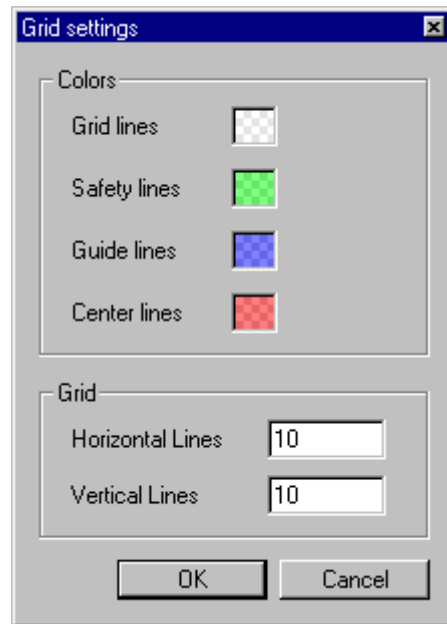 Grid settings
Colors
Grid lines
Safety lines
Guide lines
Center lines
Grid
Horizontal Lines 10
Vertical Lines 10
OK Cancel